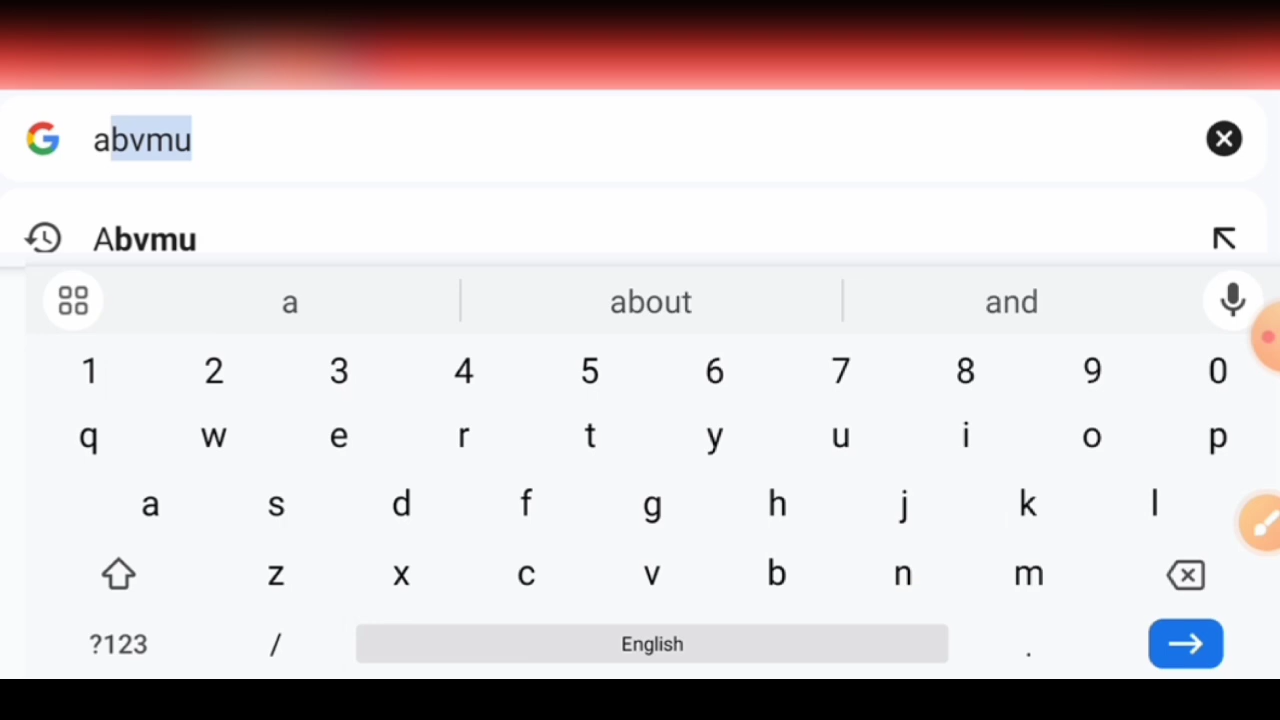 abvmu
Abvmu
a about and
1 2 3 4 5 6 7 8 9 0
q w e r t y u i o p
a s d f g h j k l
z x c v b n m
?123 / English .